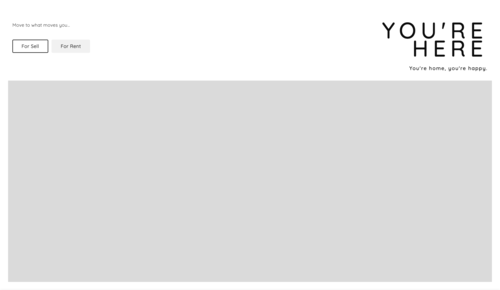 Move to what moves you...
For Sell
For Rent
YOU'RE
HERE
You're home, you're happy.